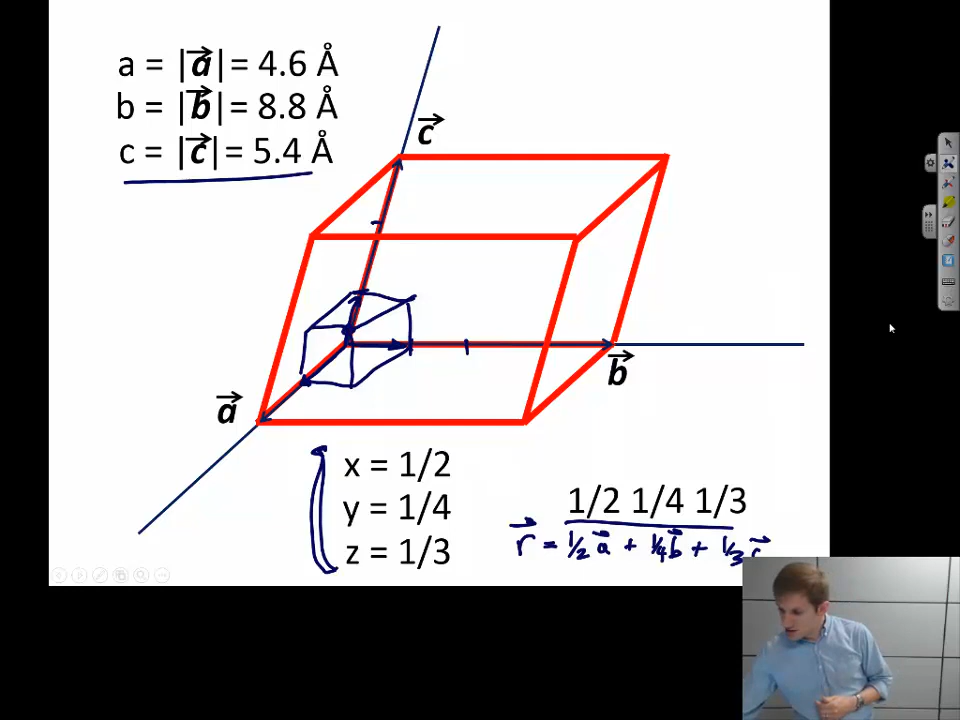 a = |a⃗| = 4.6 Å
b = |b⃗| = 8.8 Å
c = |c⃗| = 5.4 Å
c⃗
b⃗
a⃗
x = 1/2
y = 1/4
z = 1/3
1/2 1/4 1/3
r⃗ = 1/2 a⃗ + 1/4 b⃗ + 1/3